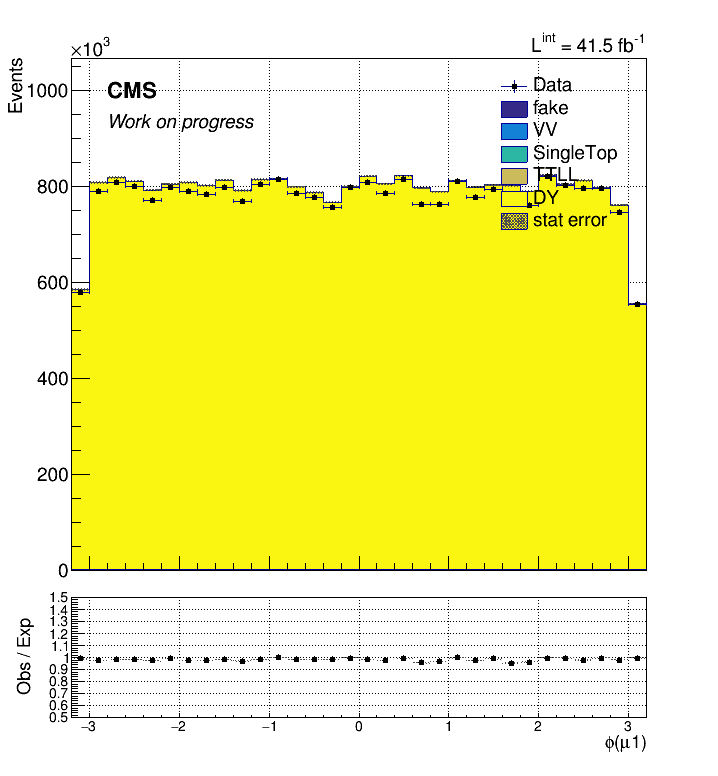 ×10³
L^int = 41.5 fb⁻¹
Events
CMS
Work on progress
Data
fake
VV
SingleTop
TTLL
DY
stat error
1000
800
600
400
200
0
Obs / Exp
1.5
1.4
1.3
1.2
1.1
1
0.9
0.8
0.7
0.6
0.5
−3 −2 −1 0 1 2 3
ϕ(μ1)